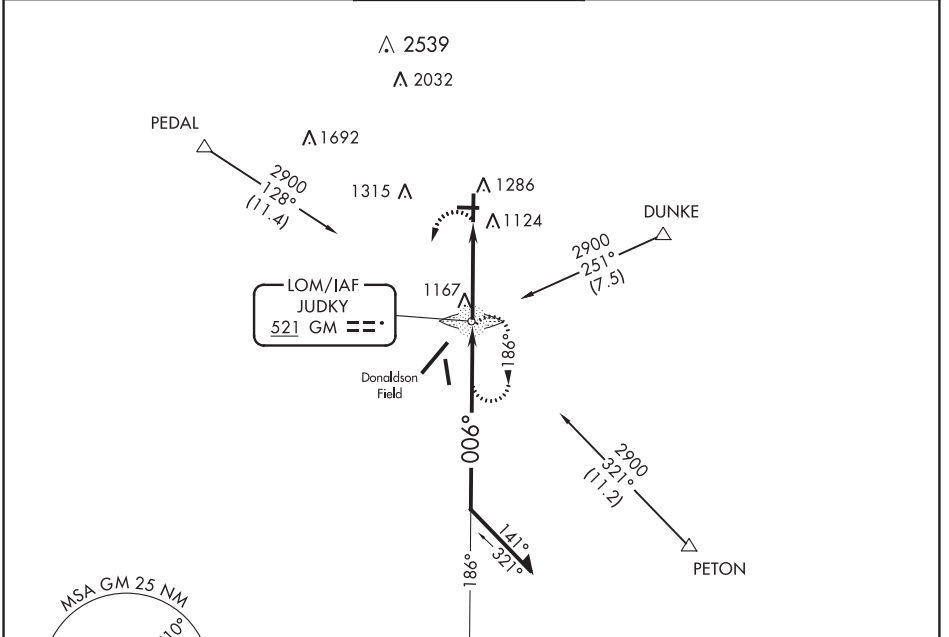 2539
2032
PEDAL
1692
2900
128°
(11.4)
1315
1286
1124
DUNKE
2900
251°
(7.5)
LOM/IAF
JUDKY
521 GM
1167
186°
Donaldson
Field
006°
2900
321°
(11.2)
141°
321°
186°
PETON
MSA GM 25 NM